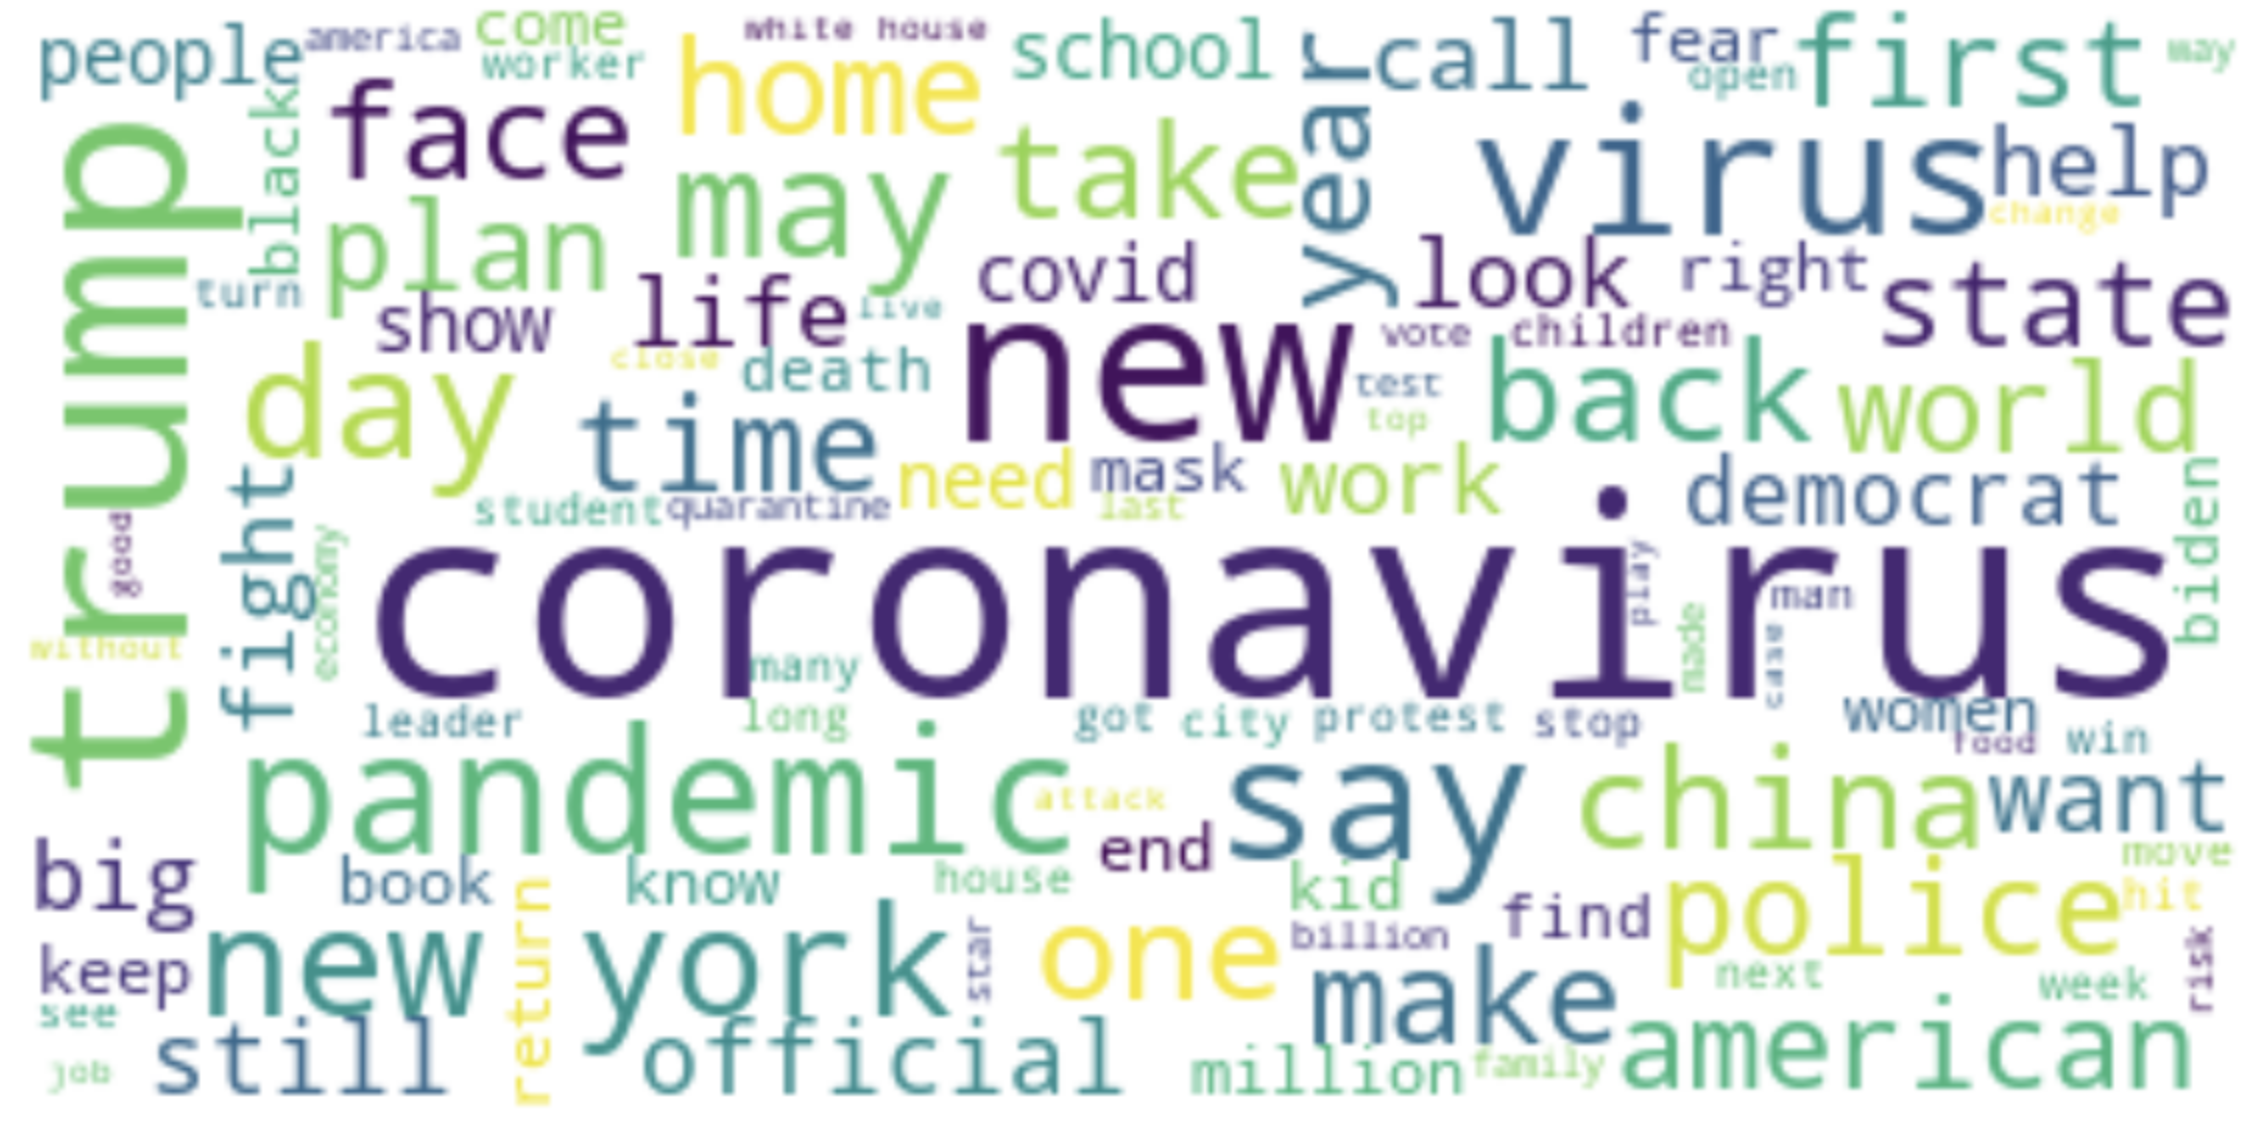 people
america
come
worker
white house
home
school
year
call
fear
open
first
may
black
face
may
take
virus
help
change
trump
plan
turn
show
life
live
covid
look
right
state
vote
children
day
close
death
new
test
top
back
world
time
need
mask
last
work
democrat
biden
student
quarantine
good
fight
economy
coronavirus
play
man
made
case
without
many
leader
long
got
city
protest
stop
women
food
win
pandemic
attack
end
say
china
want
move
big
book
know
house
kid
find
police
hit
keep
new york
return
star
one
billion
make
next
week
risk
see
still
official
million
family
american
job